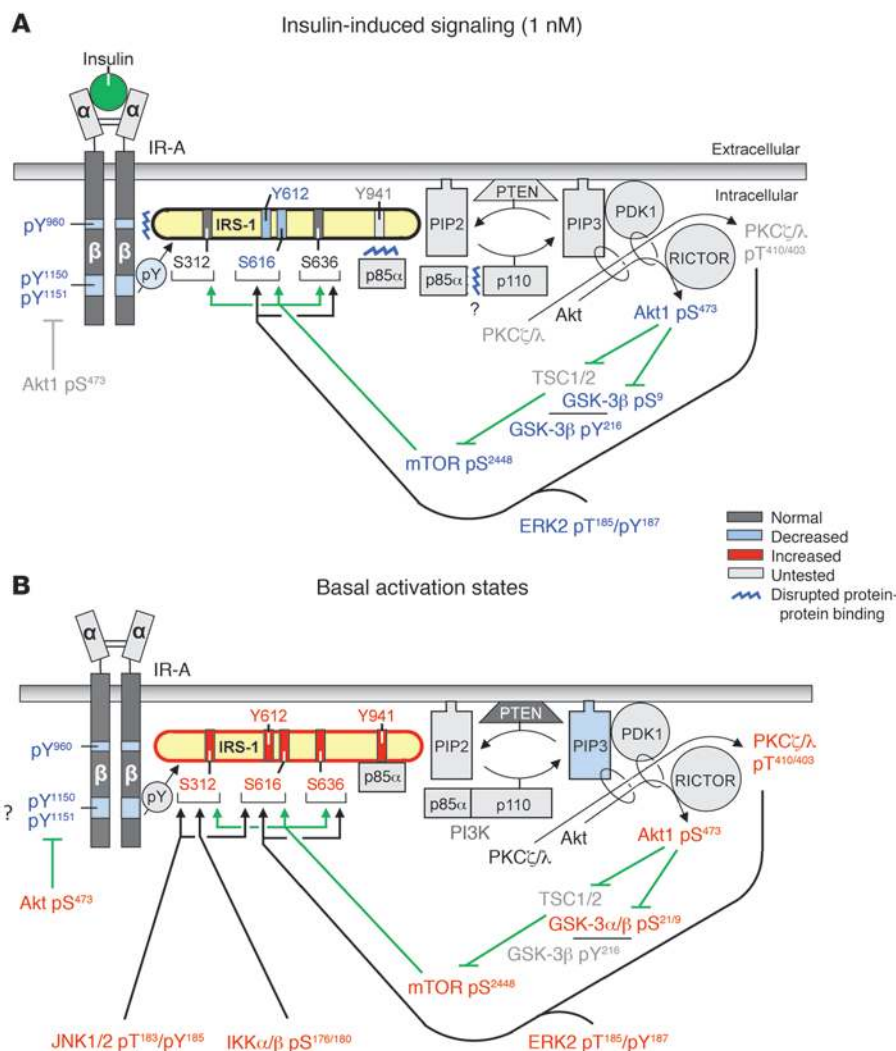 A
Insulin-induced signaling (1 nM)
Insulin
α α
IR-A
Extracellular
Intracellular
Y612
Y941
PTEN
PIP2
PIP3
PDK1
PKCζ/λ
pT410/403
pY960
IRS-1
β β
S312
S616
S636
RICTOR
pY1150
pY1151
pY
p85α
p85α
p110
?
Akt
PKCζ/λ
Akt1 pS473
Akt1 pS473
TSC1/2
GSK-3β pS9
GSK-3β pY216
mTOR pS2448
ERK2 pT185/pY187
Normal
Decreased
Increased
Untested
Disrupted protein-
protein binding
B
Basal activation states
α α
IR-A
Y612
Y941
PTEN
PIP2
PIP3
PDK1
PKCζ/λ
pT410/403
pY960
IRS-1
β β
p85α
S312
S616
S636
RICTOR
?
pY1150
pY1151
pY
p85α
p110
PI3K
Akt
PKCζ/λ
Akt1 pS473
Akt pS473
TSC1/2
GSK-3α/β pS21/9
GSK-3β pY216
mTOR pS2448
JNK1/2 pT183/pY185
IKKα/β pS176/180
ERK2 pT185/pY187